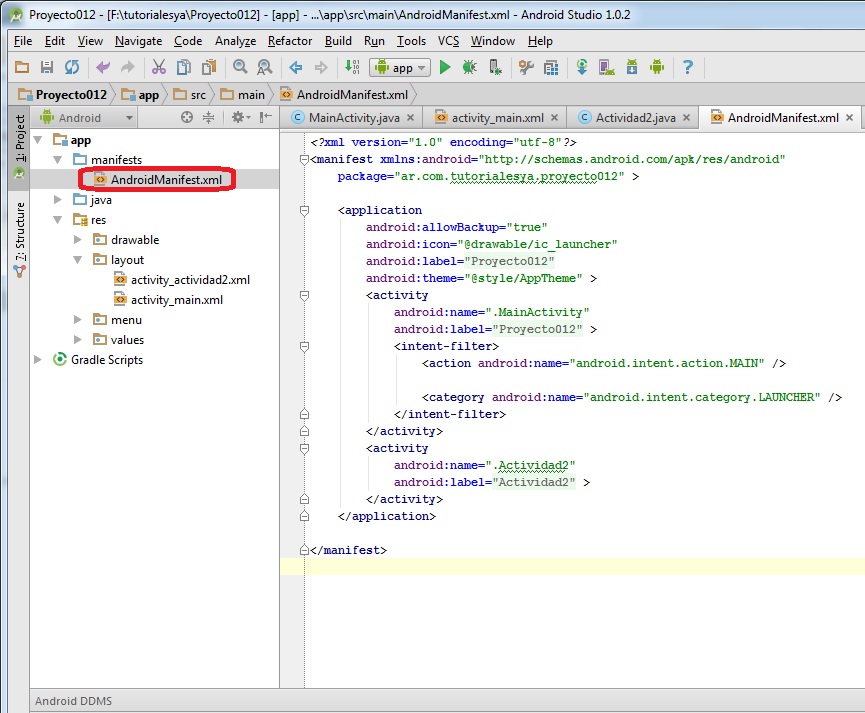 Proyecto012 - [F:\tutorialesya\Proyecto012] - [app] - ...\app\src\main\AndroidManifest.xml - Android Studio 1.0.2
File Edit View Navigate Code Analyze Refactor Build Run Tools VCS Window Help
app
Proyecto012 app src main AndroidManifest.xml
1: Project
7: Structure
Android
app
manifests
AndroidManifest.xml
java
res
drawable
layout
activity_actividad2.xml
activity_main.xml
menu
values
Gradle Scripts
MainActivity.java activity_main.xml Actividad2.java AndroidManifest.xml
<?xml version="1.0" encoding="utf-8"?>
<manifest xmlns:android="http://schemas.android.com/apk/res/android"
package="ar.com.tutorialesya.proyecto012" >
<application
android:allowBackup="true"
android:icon="@drawable/ic_launcher"
android:label="Proyecto012"
android:theme="@style/AppTheme" >
<activity
android:name=".MainActivity"
android:label="Proyecto012" >
<intent-filter>
<action android:name="android.intent.action.MAIN" />
<category android:name="android.intent.category.LAUNCHER" />
</intent-filter>
</activity>
<activity
android:name=".Actividad2"
android:label="Actividad2" >
</activity>
</application>
</manifest>
Android DDMS